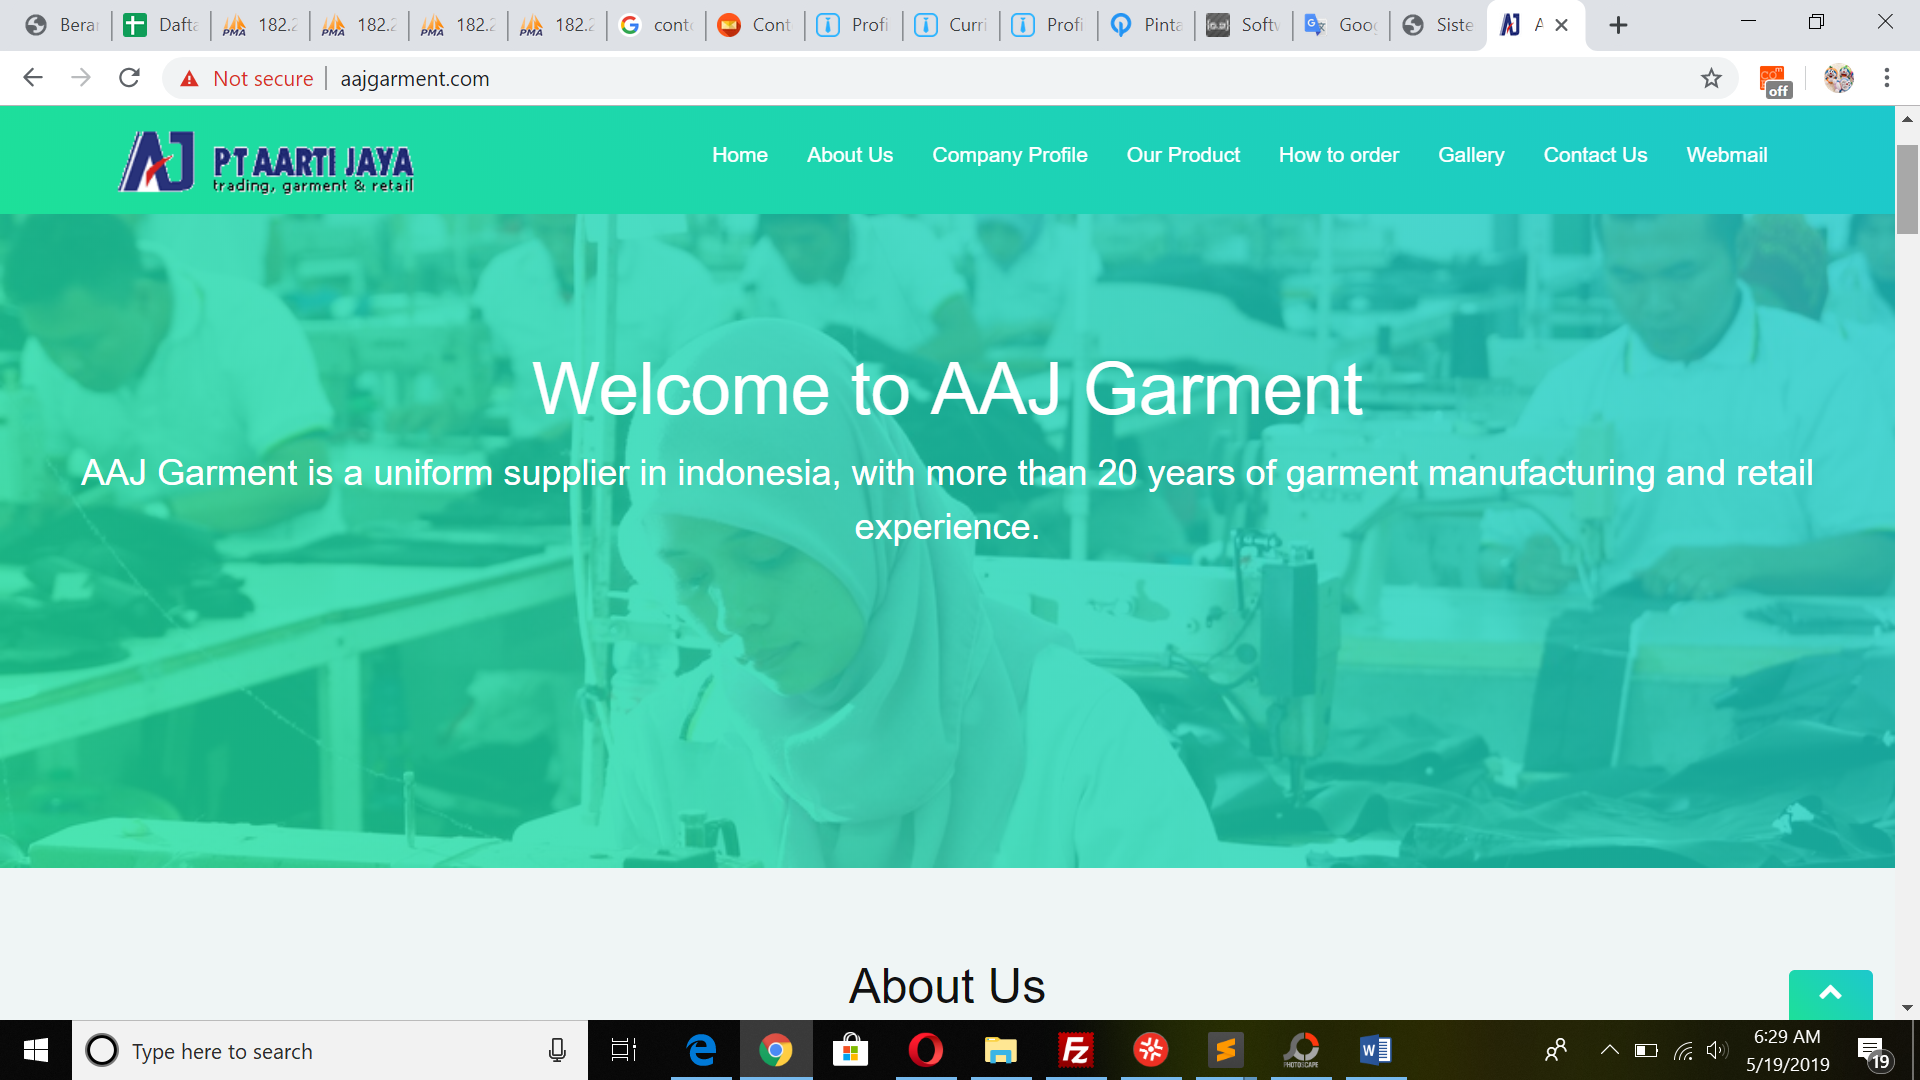 Bera
Dafta
182.2
182.2
182.2
182.2
conto
Cont
Profi
Curri
Profi
Pinta
Softw
Goog
Siste
A
Not secure
aajgarment.com
off
AJ
PT AARTI JAYA
trading, garment & retail
Home
About Us
Company Profile
Our Product
How to order
Gallery
Contact Us
Webmail
Welcome to AAJ Garment
AAJ Garment is a uniform supplier in indonesia, with more than 20 years of garment manufacturing and retail
experience.
About Us
Type here to search
6:29 AM
5/19/2019
19